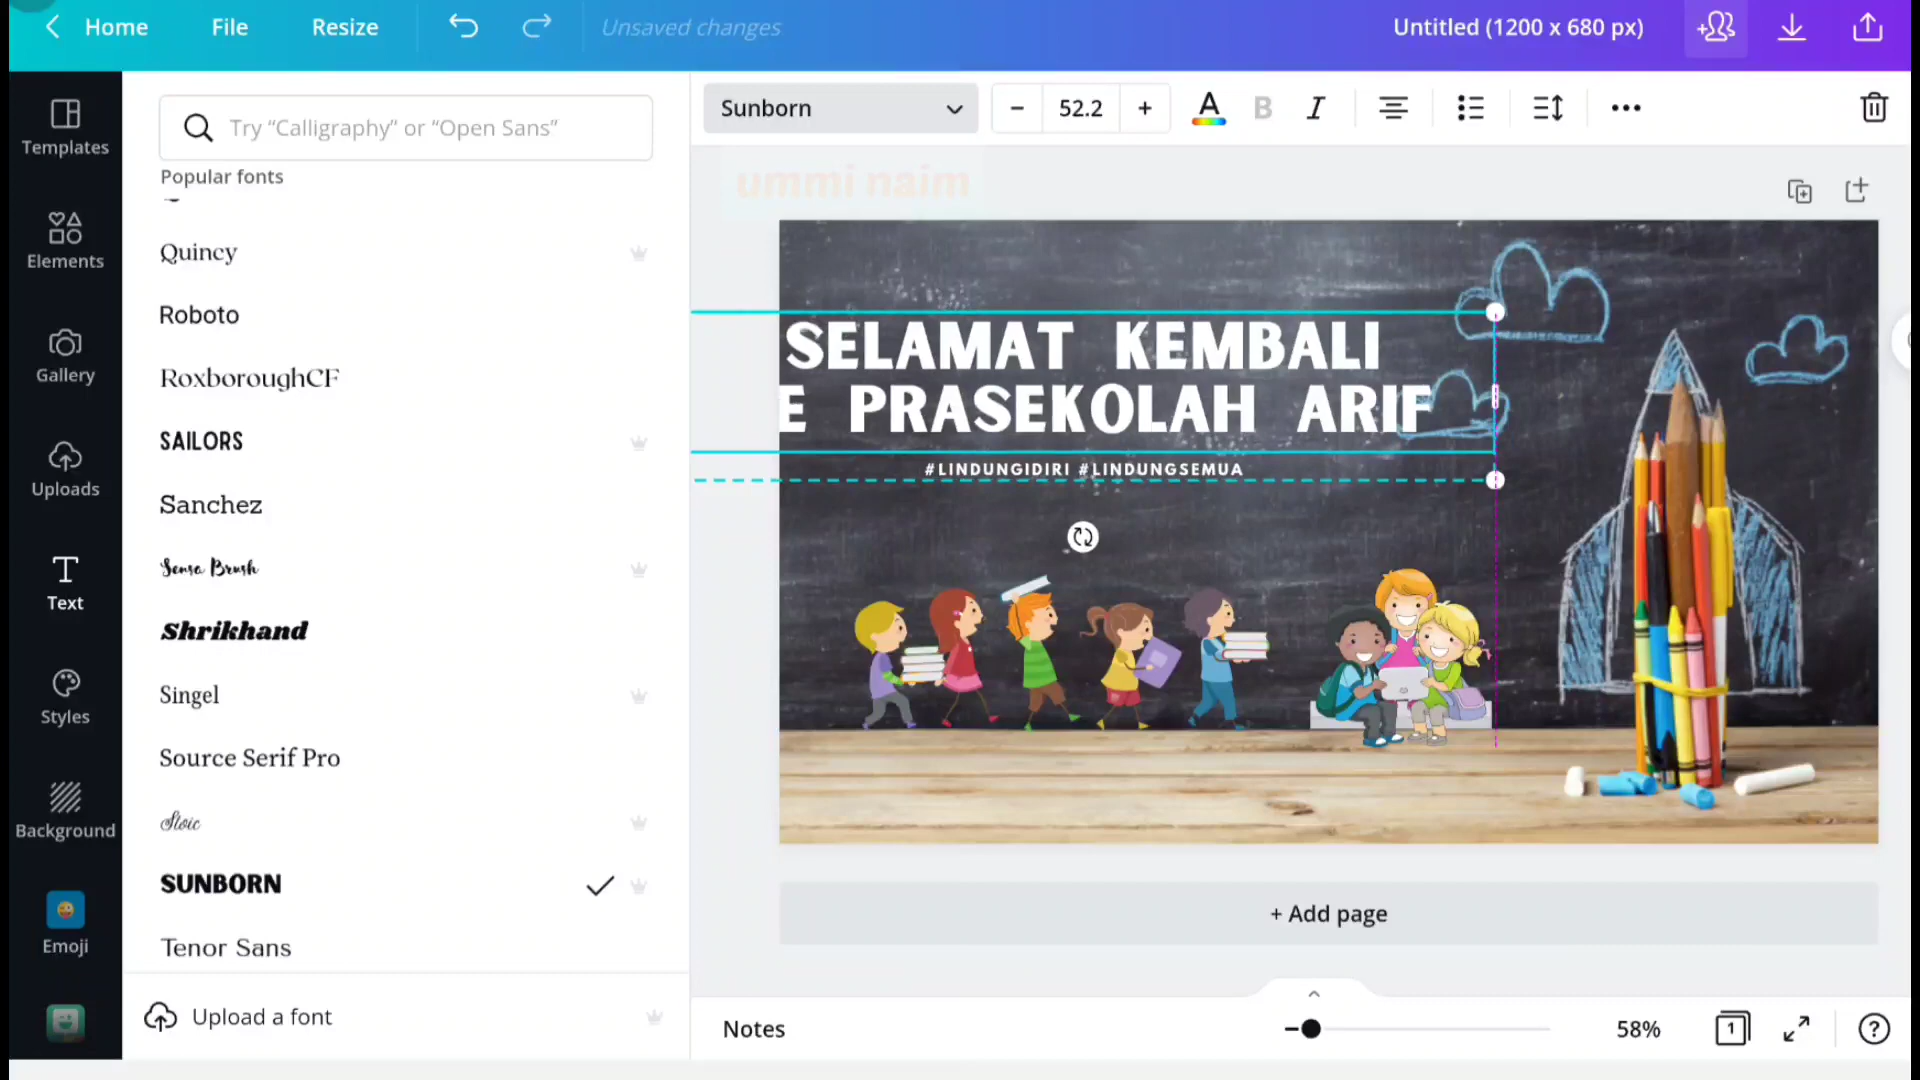 Home File Resize Unsaved changes Untitled (1200 x 680 px)
Templates
Elements
Gallery
Uploads
Text
Styles
Background
Emoji
Try “Calligraphy” or “Open Sans”
Popular fonts
Quincy
Roboto
RoxboroughCF
SAILORS
Sanchez
Sensa Brush
Shrikhand
Singel
Source Serif Pro
Stoic
SUNBORN
Tenor Sans
Upload a font
Sunborn − 52.2 + A B I
ummi naim
SELAMAT KEMBALI
E PRASEKOLAH ARIF
#LINDUNGIDIRI #LINDUNGSEMUA
+ Add page
Notes 58% 1 ?